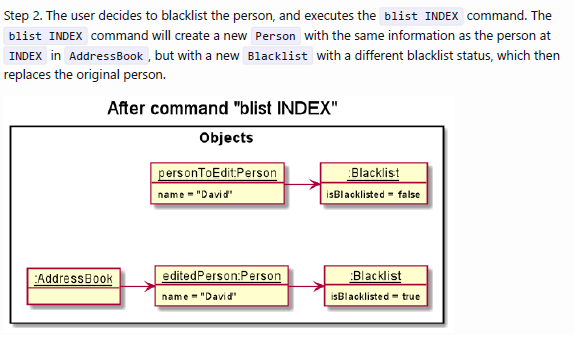 Step 2. The user decides to blacklist the person, and executes the blist INDEX command. The
blist INDEX command will create a new Person with the same information as the person at
INDEX in AddressBook , but with a new Blacklist with a different blacklist status, which then
replaces the original person.
After command "blist INDEX"
Objects
personToEdit:Person
name = "David"
:Blacklist
isBlacklisted = false
:AddressBook
editedPerson:Person
name = "David"
:Blacklist
isBlacklisted = true